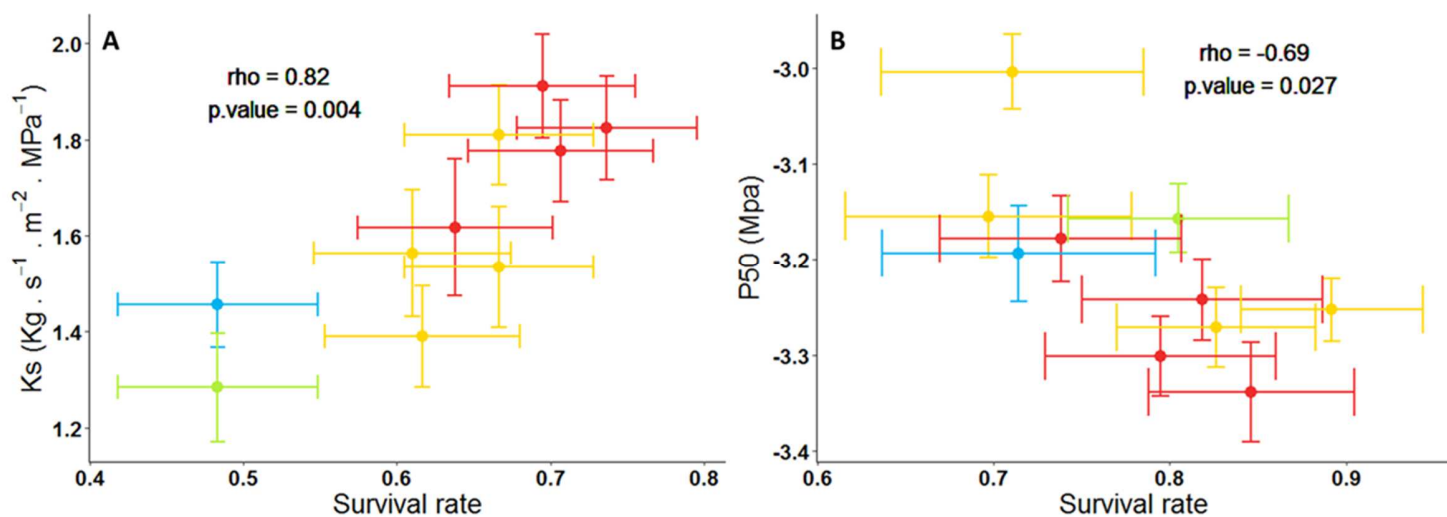 A
rho = 0.82
p.value = 0.004
Ks (Kg . s⁻¹ . m⁻² . MPa⁻¹)
2.0
1.8
1.6
1.4
1.2
0.4 0.5 0.6 0.7 0.8
Survival rate
B
rho = -0.69
p.value = 0.027
P50 (Mpa)
-3.0
-3.1
-3.2
-3.3
-3.4
0.6 0.7 0.8 0.9
Survival rate